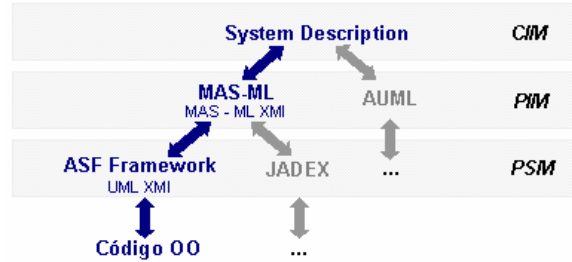 System Description CIM
MAS-ML AUML PIM
MAS - ML XMI
ASF Framework JADEX ... PSM
UML XMI
Código OO ...